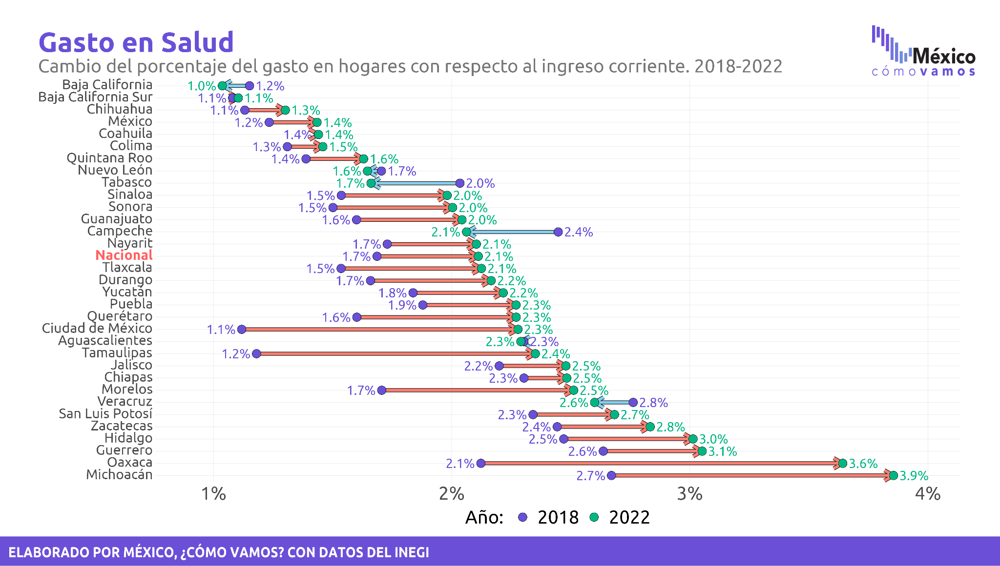 Gasto en Salud
Cambio del porcentaje del gasto en hogares con respecto al ingreso corriente. 2018-2022
México
cómovamos
Baja California 1.0% 1.2%
Baja California Sur 1.1% 1.1%
Chihuahua 1.1% 1.3%
México 1.2% 1.4%
Coahuila 1.4% 1.4%
Colima 1.3% 1.5%
Quintana Roo 1.4% 1.6%
Nuevo León 1.6% 1.7%
Tabasco 1.7% 2.0%
Sinaloa 1.5% 2.0%
Sonora 1.5% 2.0%
Guanajuato 1.6% 2.0%
Campeche 2.1% 2.4%
Nayarit 1.7% 2.1%
Nacional 1.7% 2.1%
Tlaxcala 1.5% 2.1%
Durango 1.7% 2.2%
Yucatán 1.8% 2.2%
Puebla 1.9% 2.3%
Querétaro 1.6% 2.3%
Ciudad de México 1.1% 2.3%
Aguascalientes 2.3% 2.3%
Tamaulipas 1.2% 2.4%
Jalisco 2.2% 2.5%
Chiapas 2.3% 2.5%
Morelos 1.7% 2.5%
Veracruz 2.6% 2.8%
San Luis Potosí 2.3% 2.7%
Zacatecas 2.4% 2.8%
Hidalgo 2.5% 3.0%
Guerrero 2.6% 3.1%
Oaxaca 2.1% 3.6%
Michoacán 2.7% 3.9%
1% 2% 3% 4%
Año: 2018 2022
ELABORADO POR MÉXICO, ¿CÓMO VAMOS? CON DATOS DEL INEGI